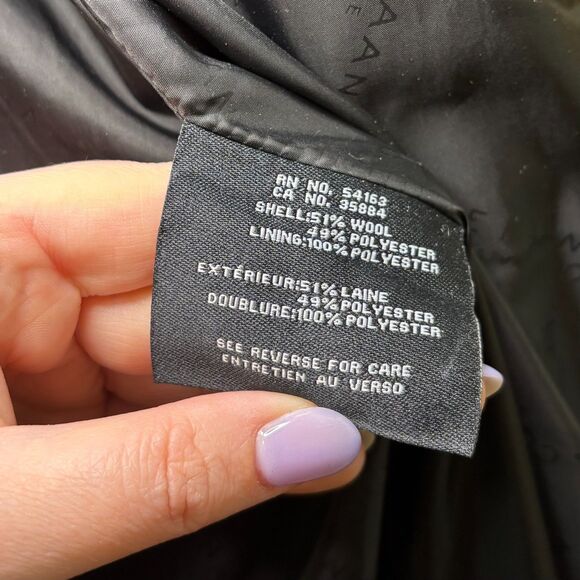 RN NO. 54163
CA NO. 35884
SHELL:51% WOOL
49% POLYESTER
LINING:100% POLYESTER
EXTÉRIEUR:51% LAINE
49% POLYESTER
DOUBLURE:100% POLYESTER
SEE REVERSE FOR CARE
ENTRETIEN AU VERSO